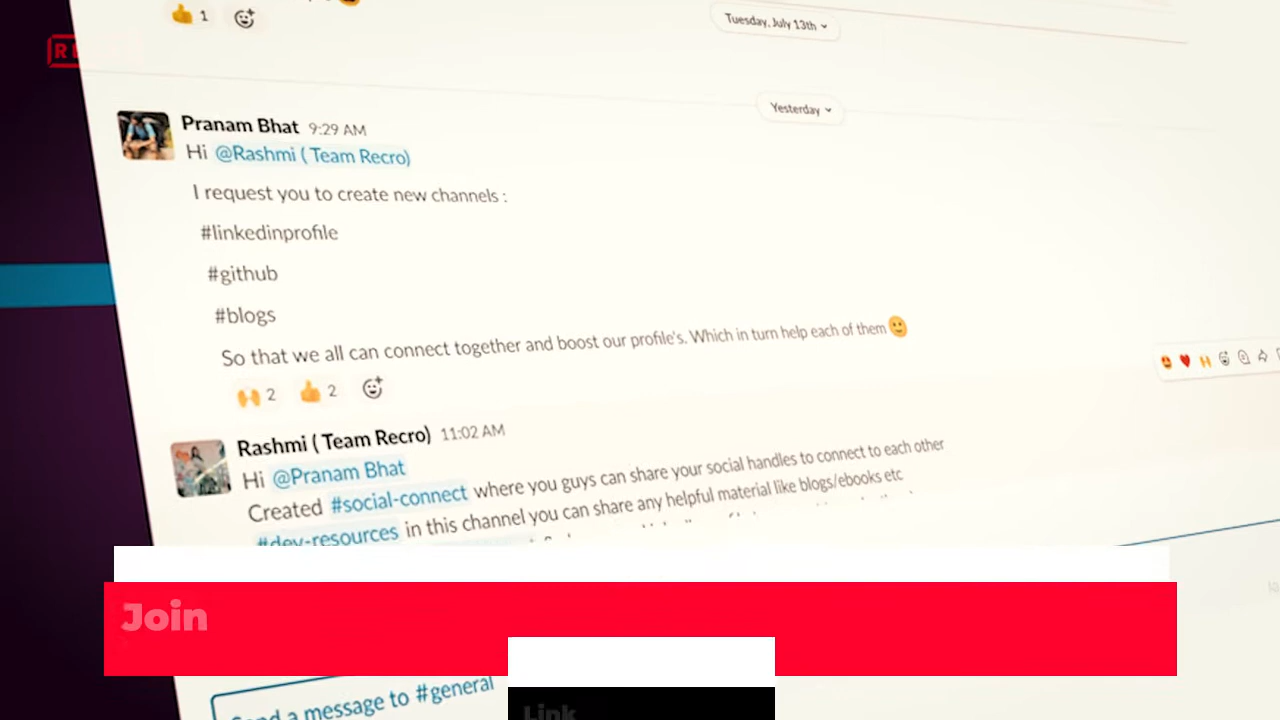 1
Tuesday, July 13th
Yesterday
Pranam Bhat 9:29 AM
Hi @Rashmi ( Team Recro)
I request you to create new channels :
#linkedinprofile
#github
#blogs
So that we all can connect together and boost our profile's. Which in turn help each of them
2 2
Rashmi ( Team Recro) 11:02 AM
Hi @Pranam Bhat
Created #social-connect where you guys can share your social handles to connect to each other
#dev-resources in this channel you can share any helpful material like blogs/ebooks etc
Join
a message to #general
Link